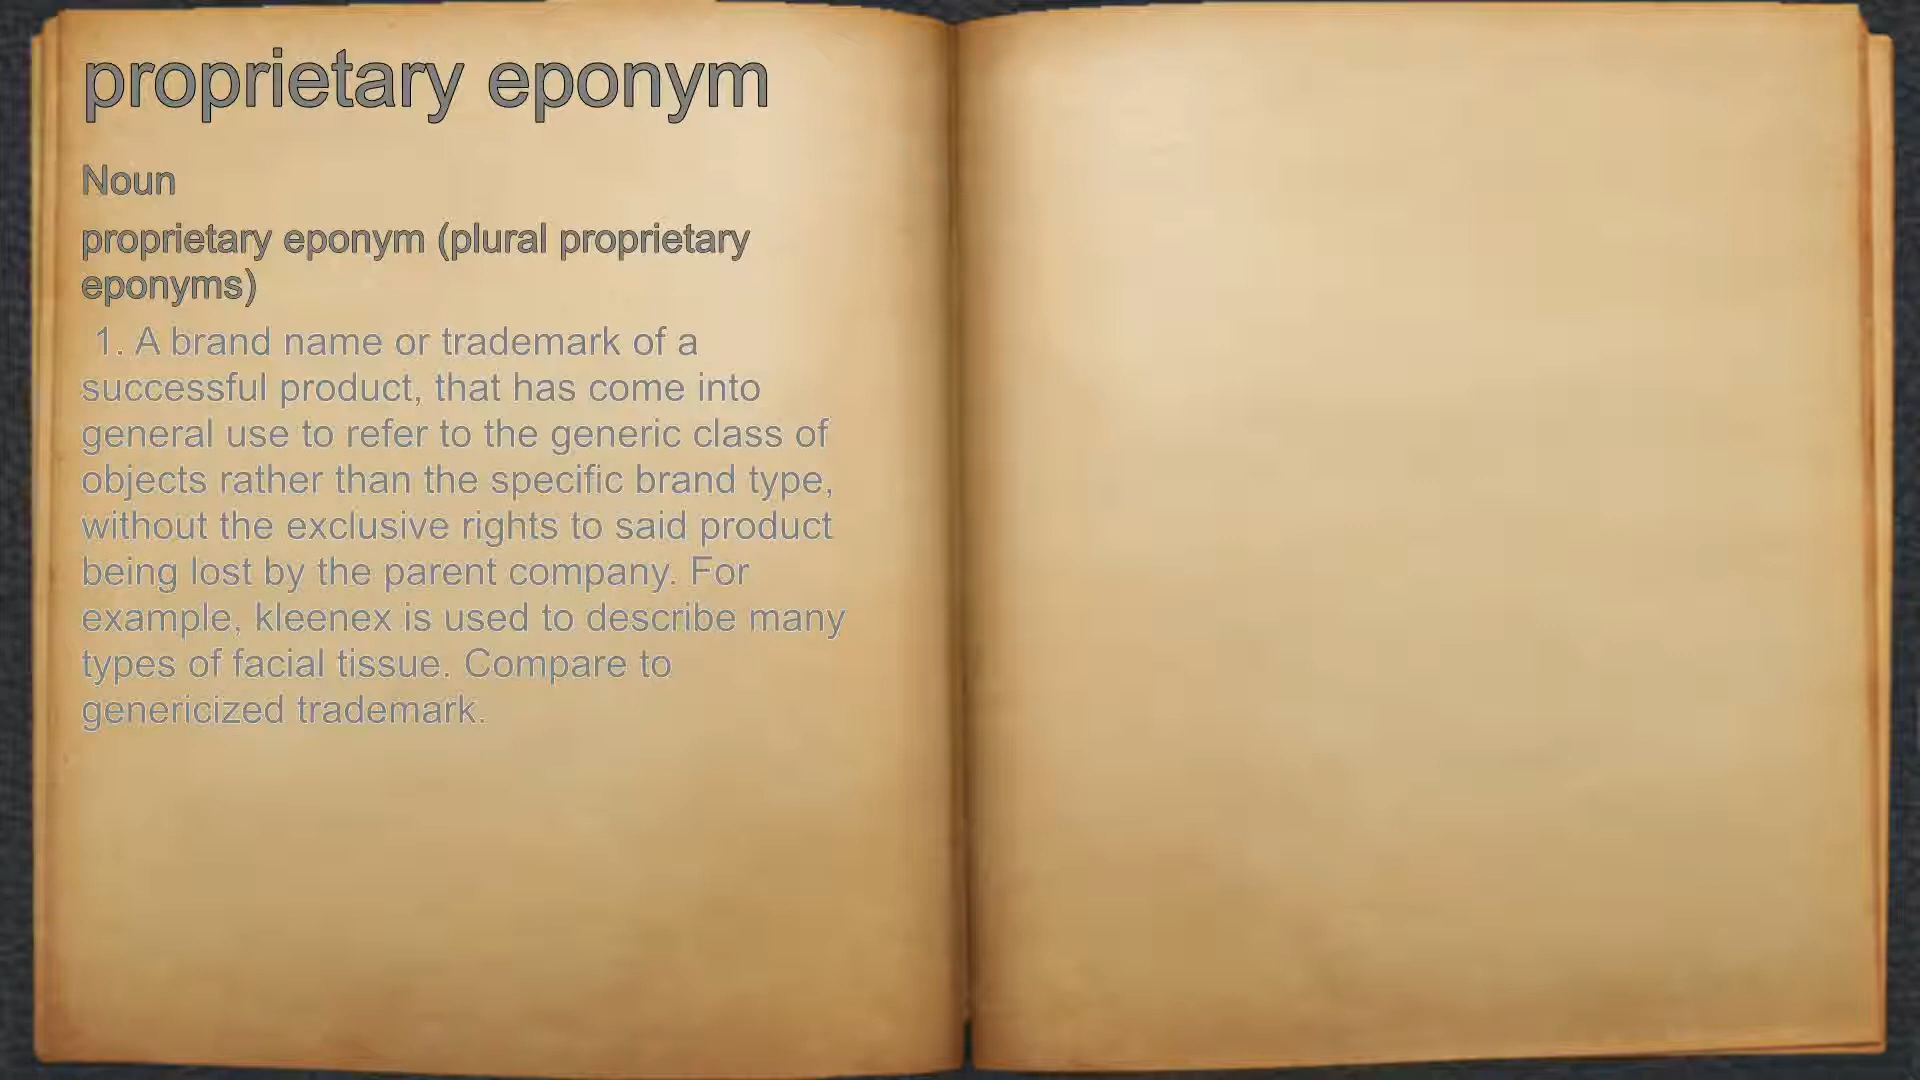 proprietary eponym
Noun
proprietary eponym (plural proprietary
eponyms)
1. A brand name or trademark of a
successful product, that has come into
general use to refer to the generic class of
objects rather than the specific brand type,
without the exclusive rights to said product
being lost by the parent company. For
example, kleenex is used to describe many
types of facial tissue. Compare to
genericized trademark.